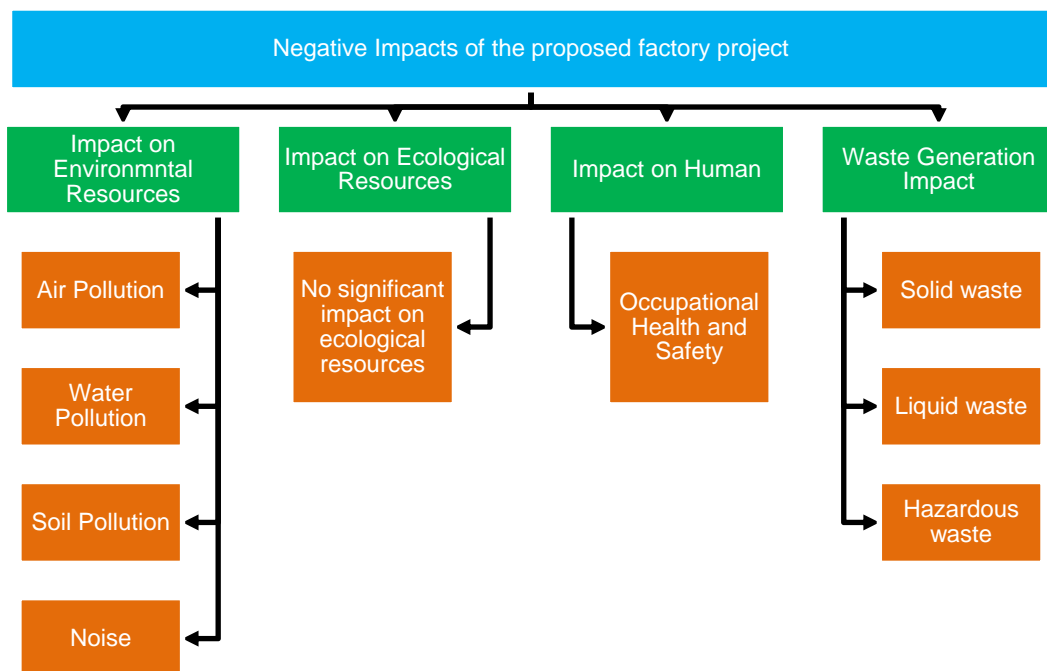 Negative Impacts of the proposed factory project
Impact on
Environmntal
Resources
Impact on Ecological
Resources
Impact on Human
Waste Generation
Impact
Air Pollution
Water
Pollution
Soil Pollution
Noise
No significant
impact on
ecological
resources
Occupational
Health and
Safety
Solid waste
Liquid waste
Hazardous
waste